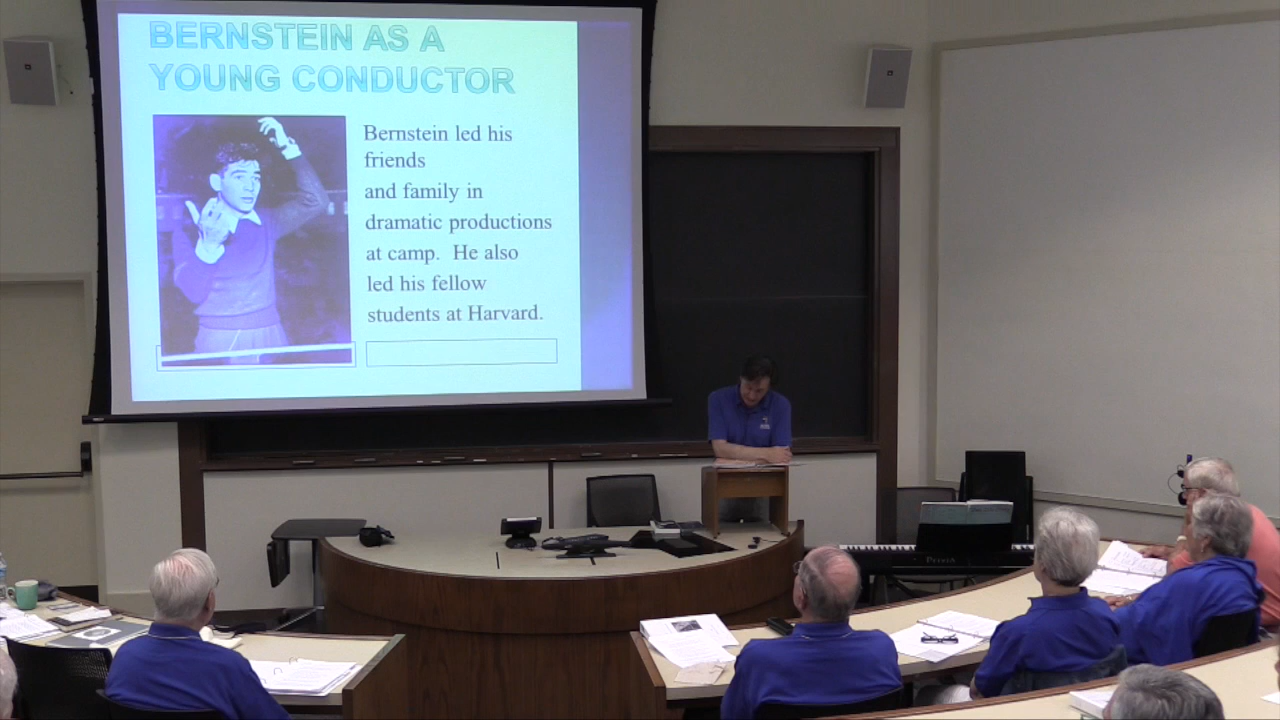 BERNSTEIN AS A
YOUNG CONDUCTOR
Bernstein led his
friends
and family in
dramatic productions
at camp.  He also
led his fellow
students at Harvard.